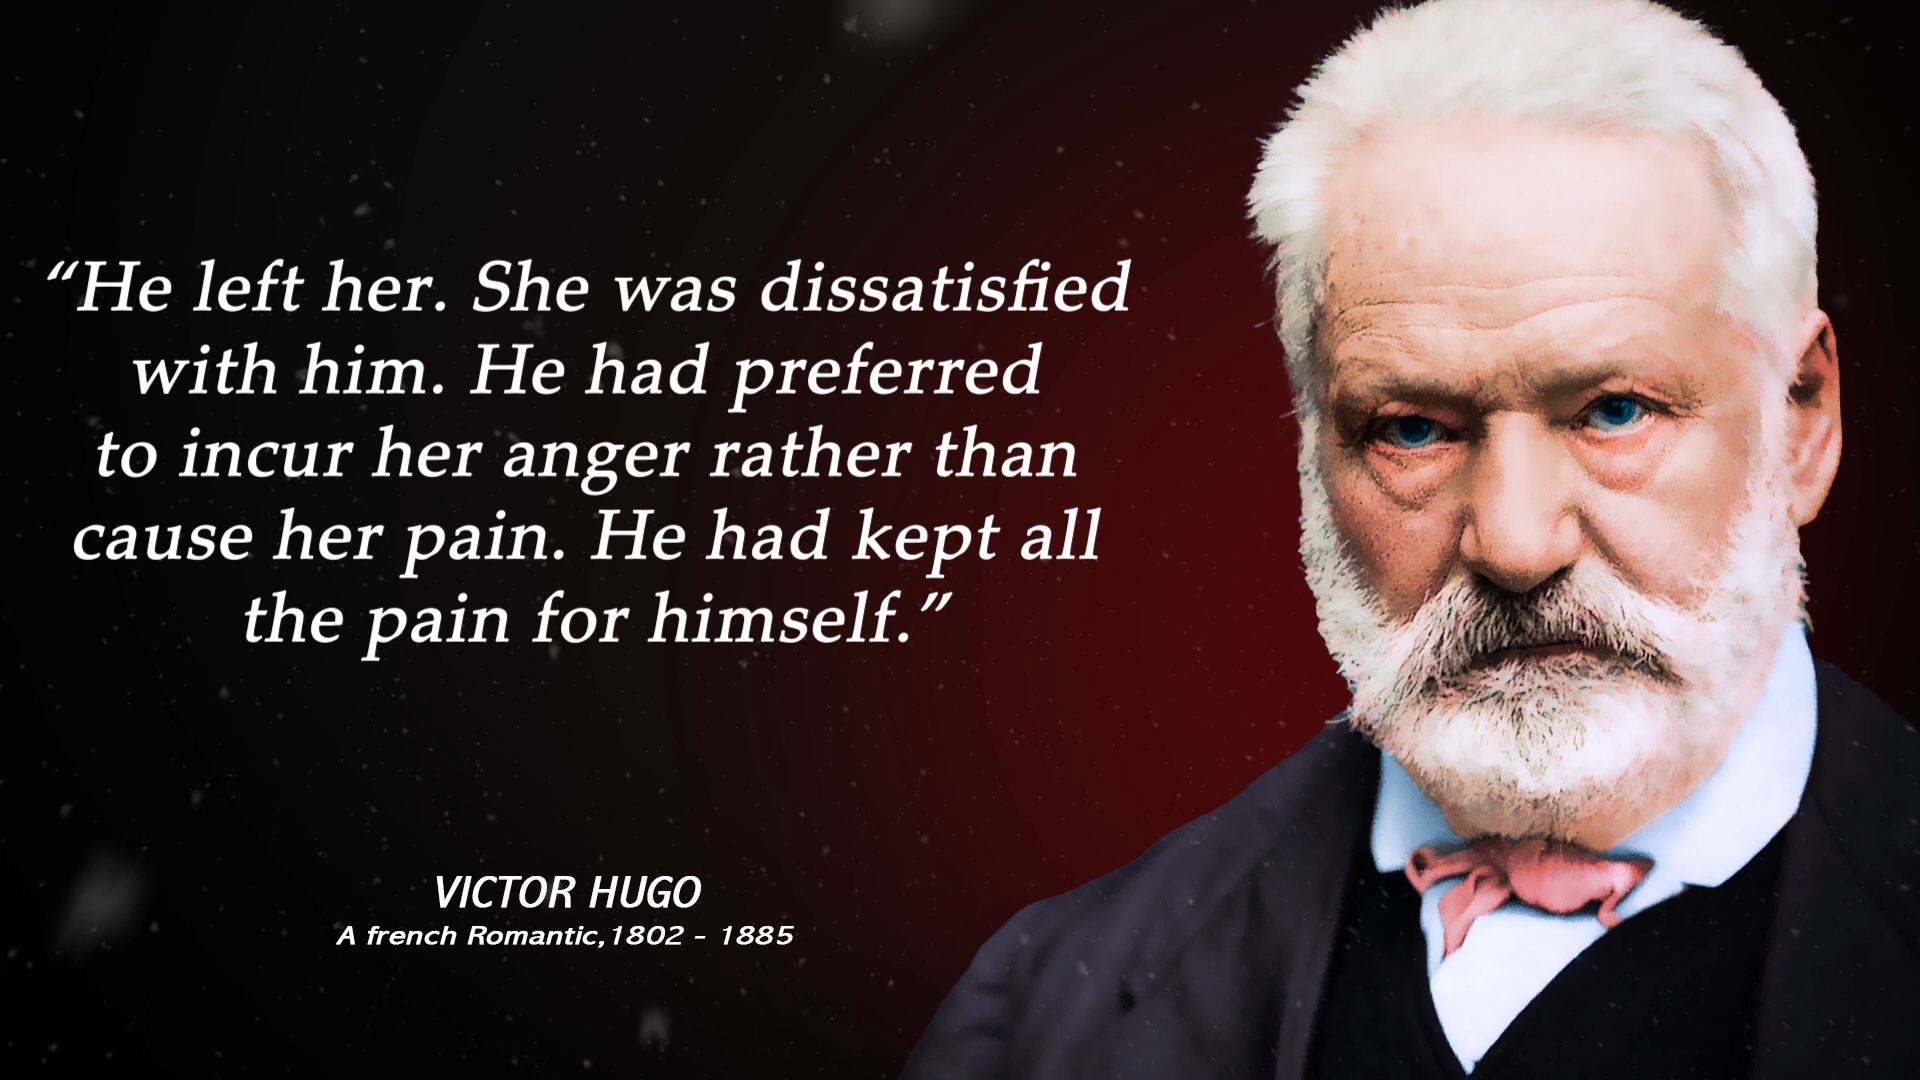 “He left her. She was dissatisfied
with him. He had preferred
to incur her anger rather than
cause her pain. He had kept all
the pain for himself.”
VICTOR HUGO
A french Romantic,1802 - 1885